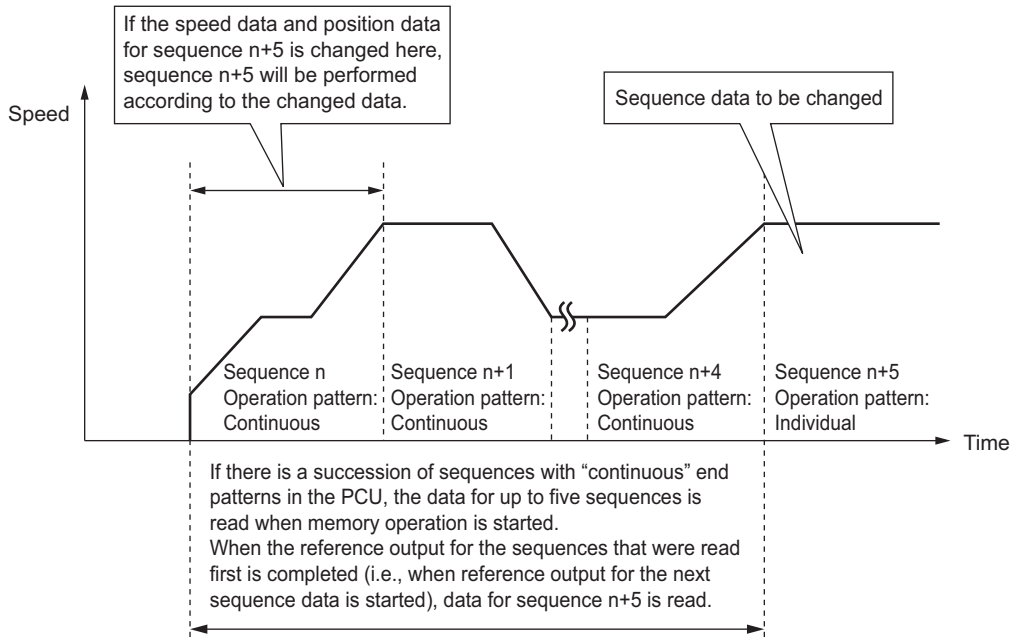 If the speed data and position data
for sequence n+5 is changed here,
sequence n+5 will be performed
according to the changed data.
Sequence data to be changed
Speed
Sequence n
Operation pattern:
Continuous
Sequence n+1
Operation pattern:
Continuous
Sequence n+4
Operation pattern:
Continuous
Sequence n+5
Operation pattern:
Individual
Time
If there is a succession of sequences with “continuous” end
patterns in the PCU, the data for up to five sequences is
read when memory operation is started.
When the reference output for the sequences that were read
first is completed (i.e., when reference output for the next
sequence data is started), data for sequence n+5 is read.